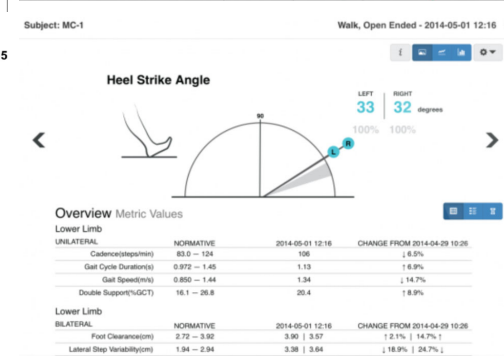 Subject: MC-1 Walk, Open Ended - 2014-05-01 12:16
5
i
Heel Strike Angle
LEFT RIGHT
33 32 degrees
100% 100%
90
L R
Overview Metric Values
Lower Limb
UNILATERAL NORMATIVE 2014-05-01 12:16 CHANGE FROM 2014-04-29 10:26
Cadence(steps/min) 83.0 — 124 106 ↓ 6.5%
Gait Cycle Duration(s) 0.972 — 1.45 1.13 ↑ 6.9%
Gait Speed(m/s) 0.850 — 1.44 1.34 ↓ 14.7%
Double Support(%GCT) 16.1 — 26.8 20.4 ↑ 8.9%
Lower Limb
BILATERAL NORMATIVE 2014-05-01 12:16 CHANGE FROM 2014-04-29 10:26
Foot Clearance(cm) 2.72 — 3.92 3.90 | 3.57 ↑ 2.1% | 14.7% ↑
Lateral Step Variability(cm) 1.94 — 2.94 3.38 | 3.64 ↓ 18.9% | 24.7% ↓